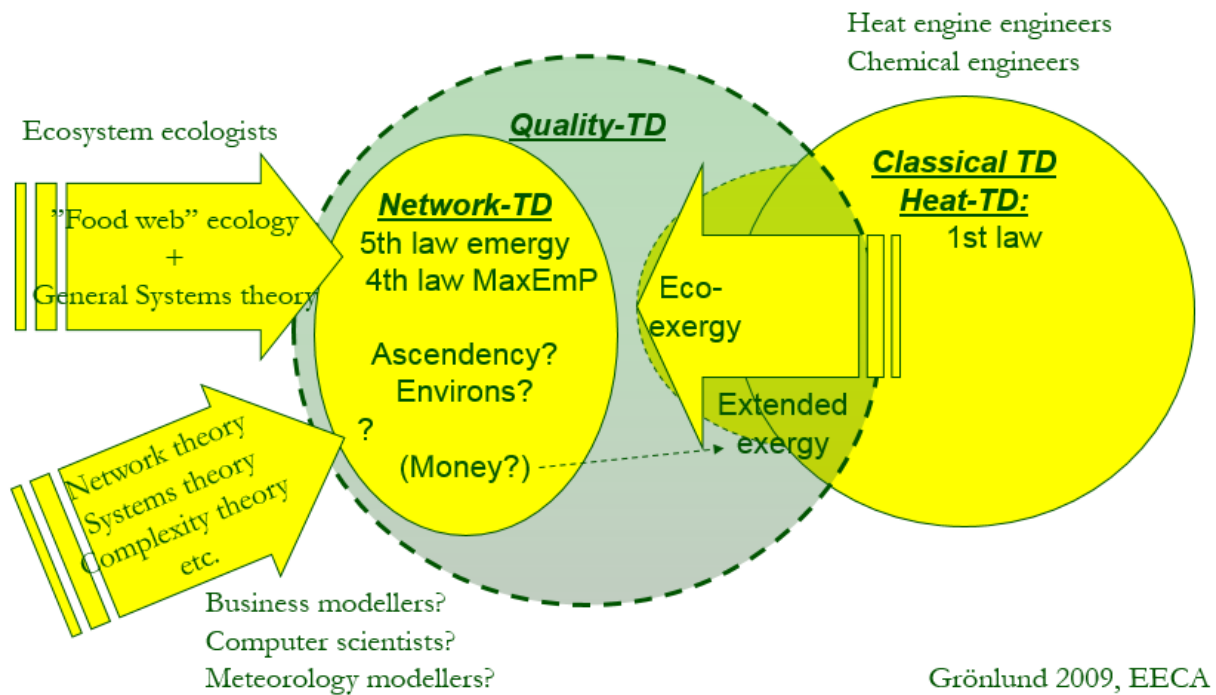 Heat engine engineers
Chemical engineers
Ecosystem ecologists
"Food web" ecology
+
General Systems theory
Quality-TD
Network-TD
5th law emergy
4th law MaxEmP
Ascendency?
Environs?
?
(Money?)
Eco-
exergy
Extended
exergy
Classical TD
Heat-TD:
1st law
Network theory
Systems theory
Complexity theory
etc.
Business modellers?
Computer scientists?
Meteorology modellers?
Grönlund 2009, EECA